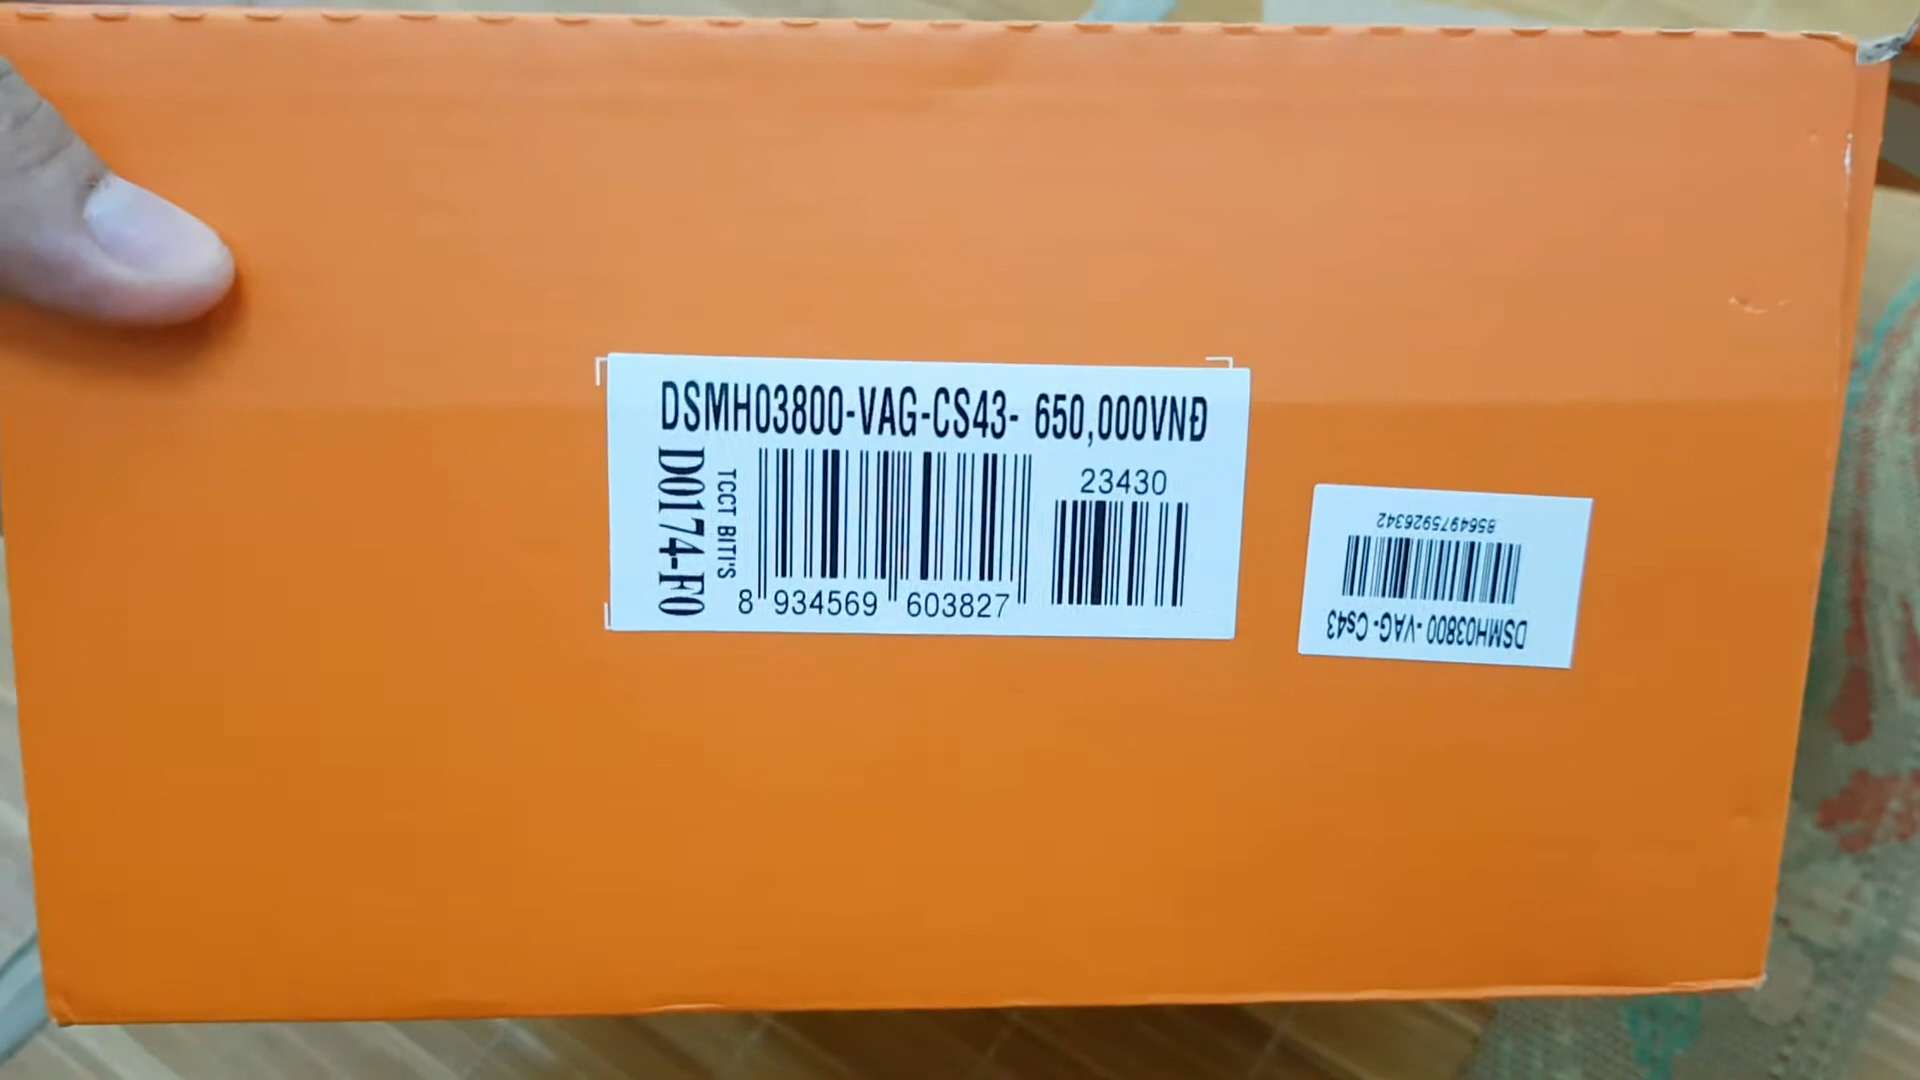 DSMH03800-VAG-CS43- 650,000VNĐ
D0174-F0
TCCT BITI'S
23430
8 934569 603827
8564975926342
DSMH03800 -VAG- Cs43